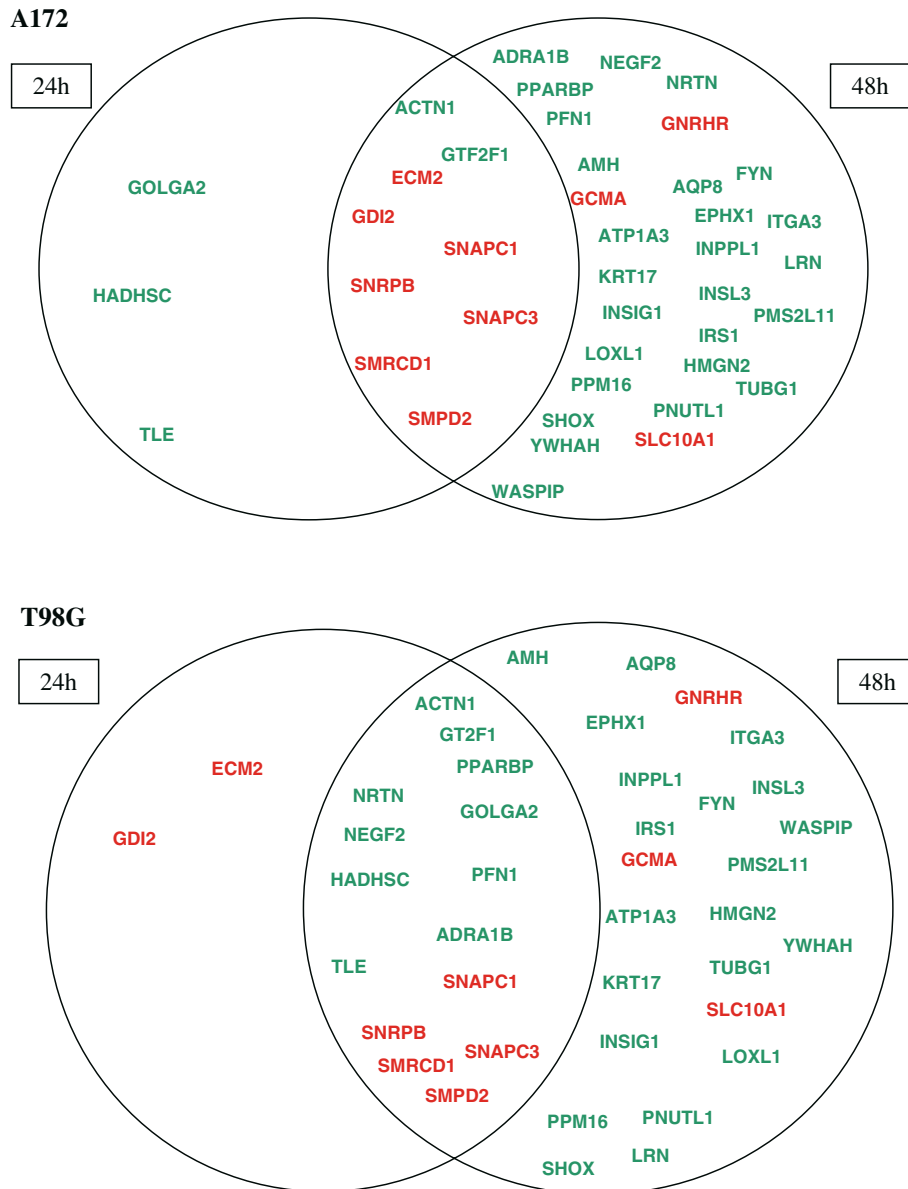 A172
24h
48h
ADRA1B
NEGF2
NRTN
PPARBP
ACTN1
PFN1
GNRHR
GTF2F1
AMH
FYN
ECM2
AQP8
GOLGA2
GCMA
GDI2
EPHX1
ITGA3
ATP1A3
SNAPC1
INPPL1
LRN
KRT17
SNRPB
HADHSC
INSL3
INSIG1
SNAPC3
PMS2L11
IRS1
LOXL1
SMRCD1
HMGN2
PPM16
TUBG1
PNUTL1
SMPD2
SHOX
TLE
SLC10A1
YWHAH
WASPIP
T98G
24h
48h
AMH
AQP8
GNRHR
ACTN1
EPHX1
GT2F1
ITGA3
ECM2
PPARBP
INPPL1
INSL3
NRTN
FYN
GOLGA2
IRS1
WASPIP
NEGF2
GDI2
GCMA
PMS2L11
PFN1
HADHSC
HMGN2
ATP1A3
ADRA1B
YWHAH
TLE
TUBG1
SNAPC1
KRT17
SLC10A1
SNRPB
INSIG1
SNAPC3
LOXL1
SMRCD1
SMPD2
PNUTL1
PPM16
LRN
SHOX